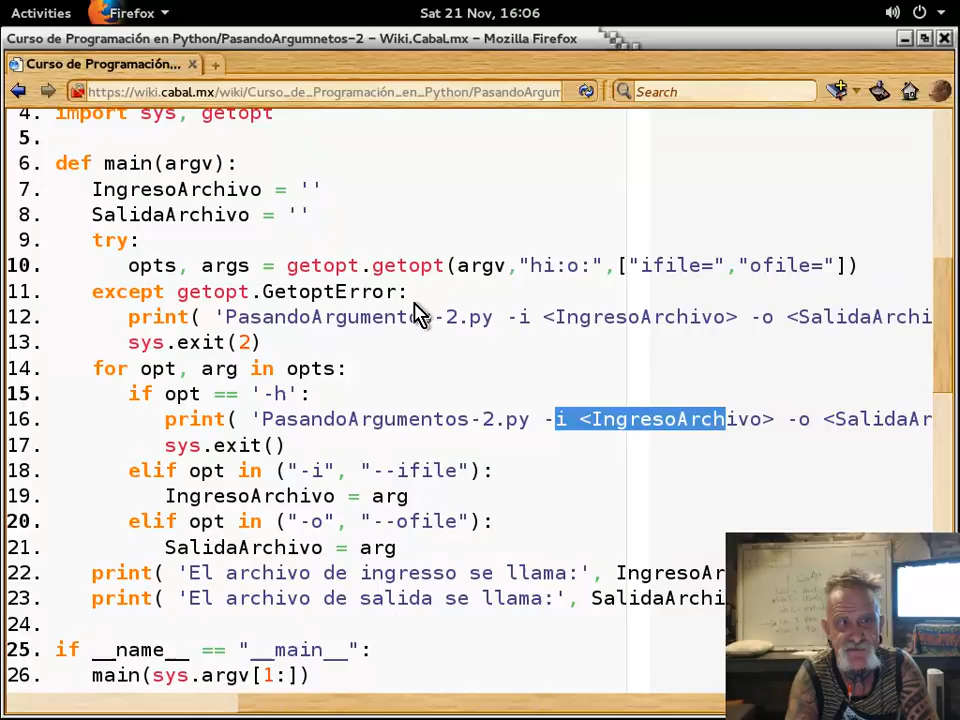 Activities Firefox Sat 21 Nov, 16:06
Curso de Programación en Python/PasandoArgumnetos-2 – Wiki.Cabal.mx – Mozilla Firefox
Curso de Programación...
https://wiki.cabal.mx/wiki/Curso_de_Programación_en_Python/PasandoArgum Search
4. import sys, getopt
5.
6. def main(argv):
7. IngresoArchivo = ''
8. SalidaArchivo = ''
9. try:
10. opts, args = getopt.getopt(argv,"hi:o:",["ifile=","ofile="])
11. except getopt.GetoptError:
12. print( 'PasandoArgumentos-2.py -i <IngresoArchivo> -o <SalidaArchi
13. sys.exit(2)
14. for opt, arg in opts:
15. if opt == '-h':
16. print( 'PasandoArgumentos-2.py -i <IngresoArchivo> -o <SalidaAr
17. sys.exit()
18. elif opt in ("-i", "--ifile"):
19. IngresoArchivo = arg
20. elif opt in ("-o", "--ofile"):
21. SalidaArchivo = arg
22. print( 'El archivo de ingresso se llama:', IngresoAr
23. print( 'El archivo de salida se llama:', SalidaArchi
24.
25. if __name__ == "__main__":
26. main(sys.argv[1:])